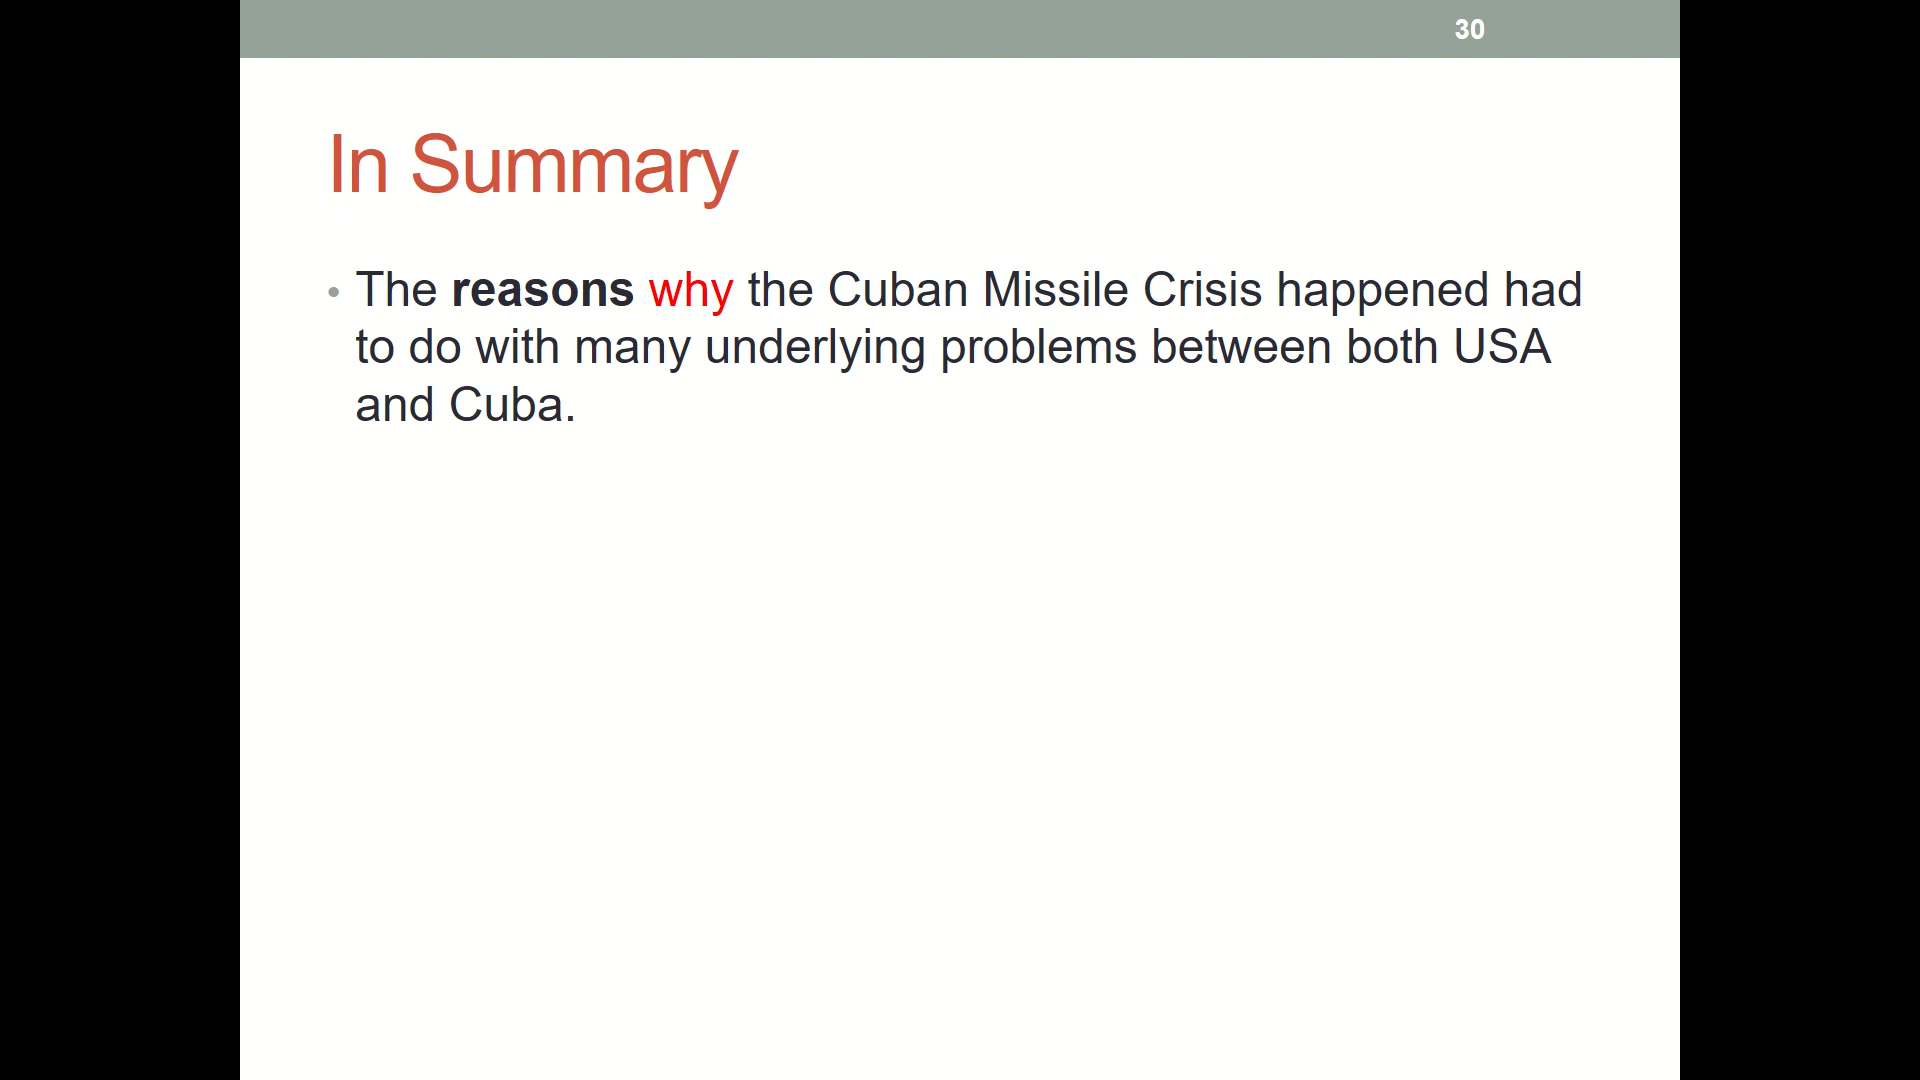 30
In Summary
• The reasons why the Cuban Missile Crisis happened had
to do with many underlying problems between both USA
and Cuba.